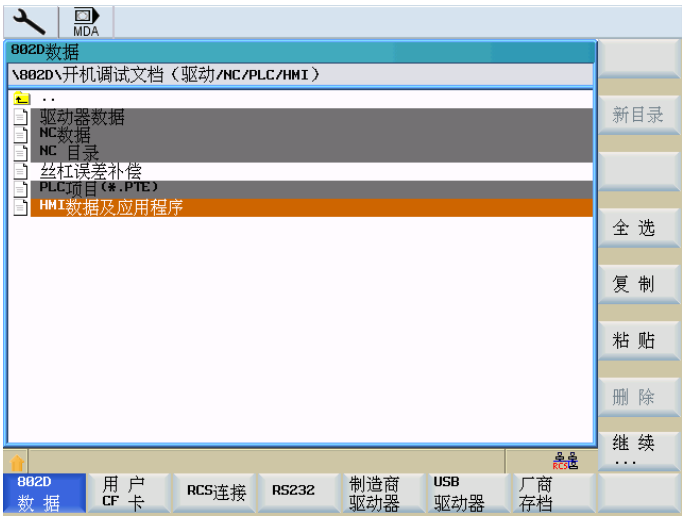 MDA
802D数据
\802D\开机调试文档（驱动/NC/PLC/HMI）
..
驱动器数据
NC数据
NC 目录
丝杠误差补偿
PLC项目(*.PTE)
HMI数据及应用程序
新目录
全 选
复 制
粘 贴
删 除
继 续
...
RCS
802D
数 据
用 户
CF 卡
RCS连接
RS232
制造商
驱动器
USB
驱动器
厂商
存档